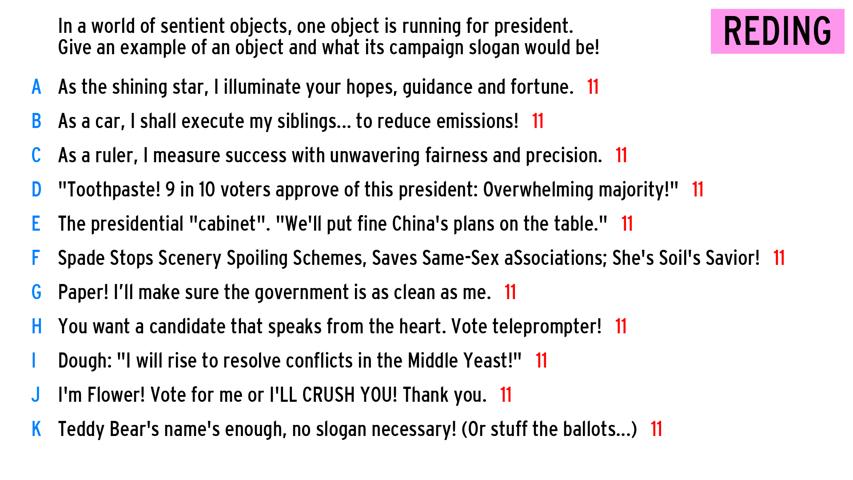 In a world of sentient objects, one object is running for president.
Give an example of an object and what its campaign slogan would be!
REDING
A As the shining star, I illuminate your hopes, guidance and fortune. 11
B As a car, I shall execute my siblings... to reduce emissions! 11
C As a ruler, I measure success with unwavering fairness and precision. 11
D "Toothpaste! 9 in 10 voters approve of this president: Overwhelming majority!" 11
E The presidential "cabinet". "We'll put fine China's plans on the table." 11
F Spade Stops Scenery Spoiling Schemes, Saves Same-Sex aSsociations; She's Soil's Savior! 11
G Paper! I’ll make sure the government is as clean as me. 11
H You want a candidate that speaks from the heart. Vote teleprompter! 11
I Dough: "I will rise to resolve conflicts in the Middle Yeast!" 11
J I'm Flower! Vote for me or I'LL CRUSH YOU! Thank you. 11
K Teddy Bear's name's enough, no slogan necessary! (Or stuff the ballots...) 11